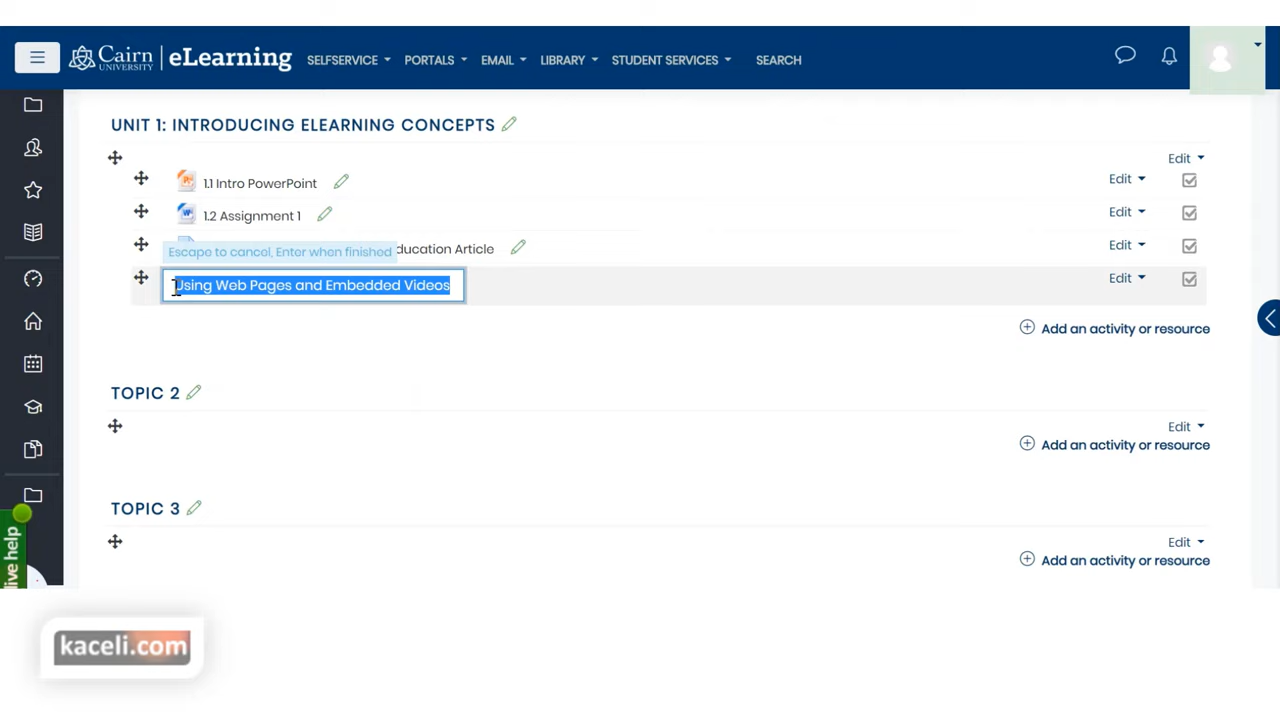 Cairn UNIVERSITY eLearning SELFSERVICE PORTALS EMAIL LIBRARY STUDENT SERVICES SEARCH
UNIT 1: INTRODUCING ELEARNING CONCEPTS
Edit
1.1 Intro PowerPoint Edit
1.2 Assignment 1 Edit
ducation Article Edit
Escape to cancel, Enter when finished
Using Web Pages and Embedded Videos Edit
Add an activity or resource
TOPIC 2
Edit
Add an activity or resource
TOPIC 3
Edit
Add an activity or resource
live help
kaceli.com